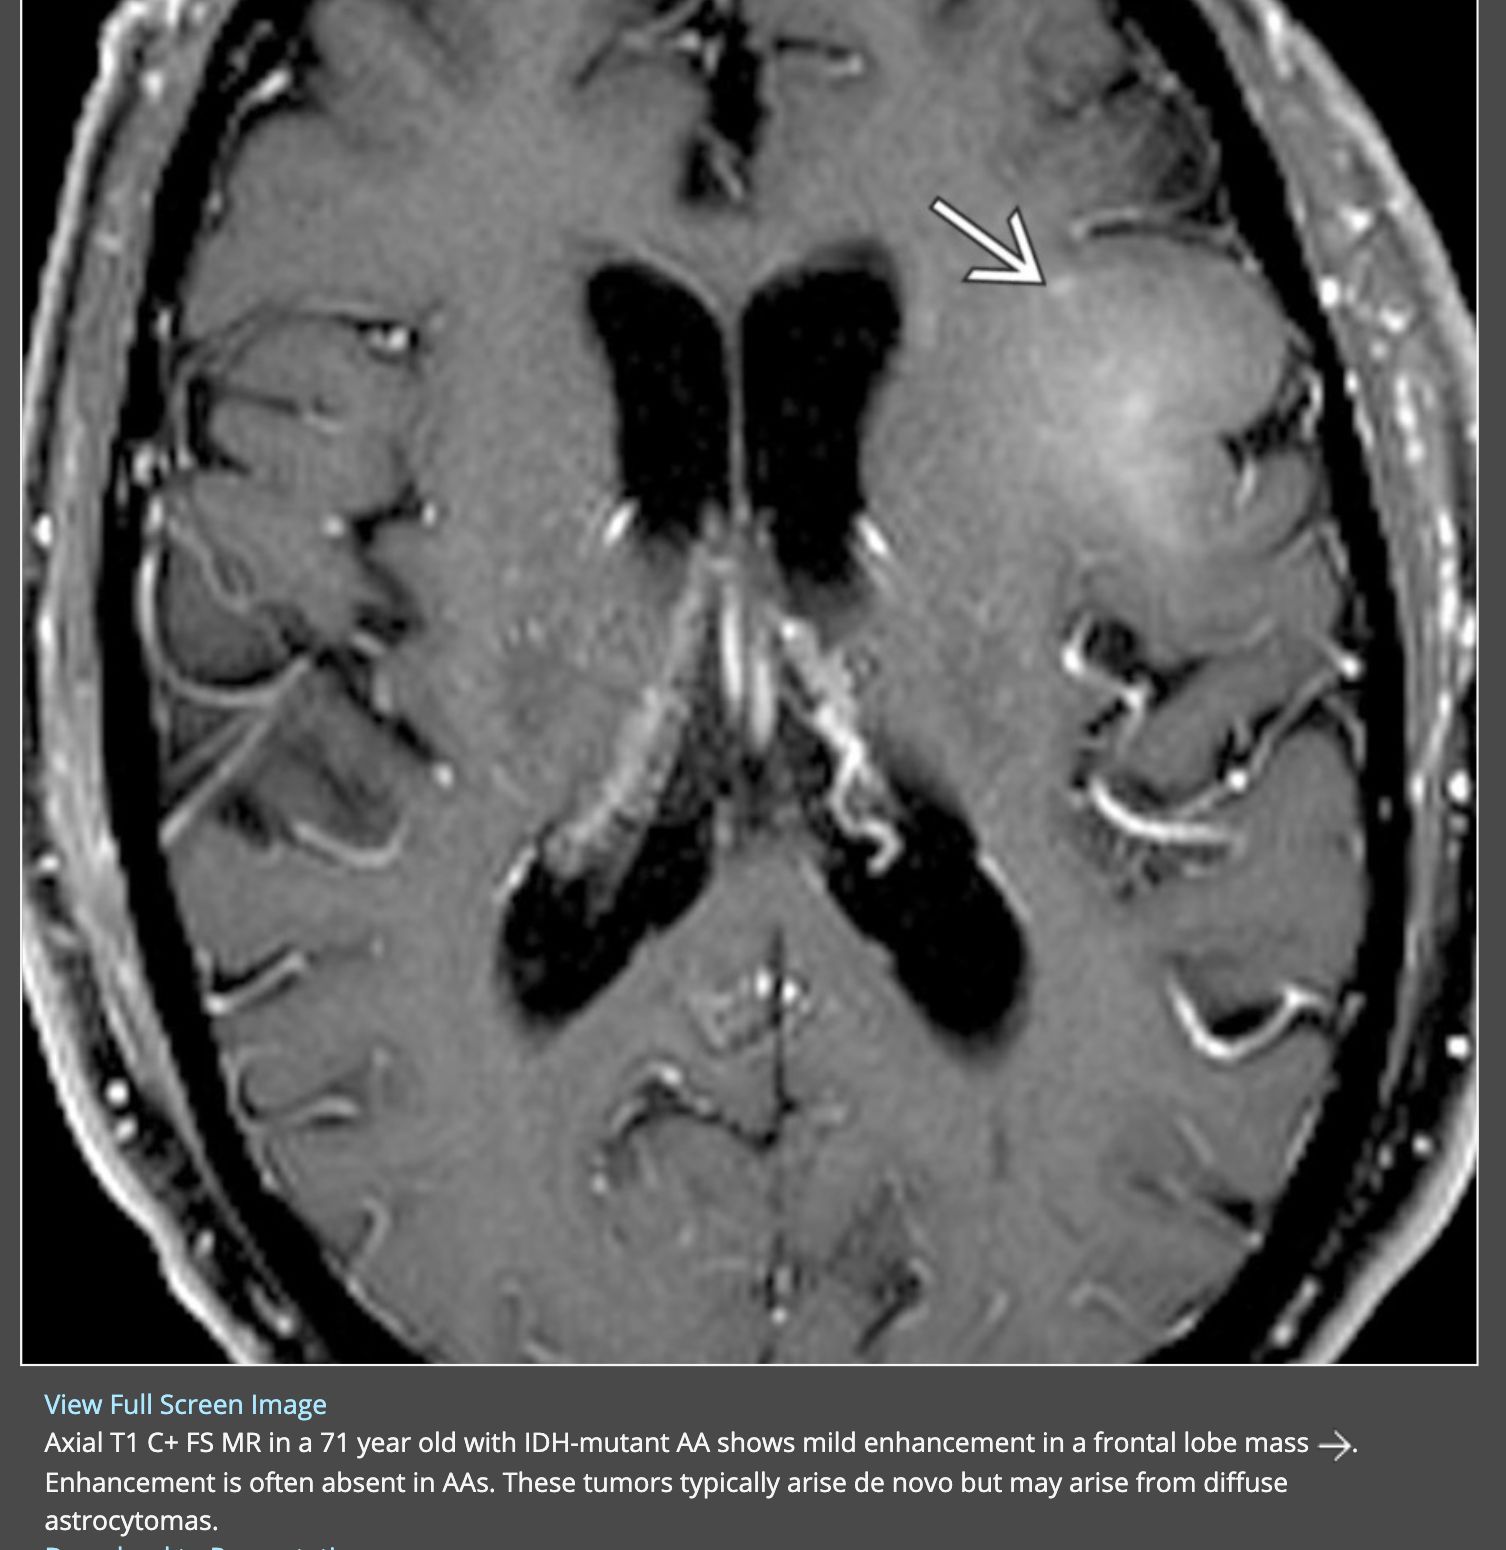 View Full Screen Image
Axial T1 C+ FS MR in a 71 year old with IDH-mutant AA shows mild enhancement in a frontal lobe mass →.
Enhancement is often absent in AAs. These tumors typically arise de novo but may arise from diffuse
astrocytomas.